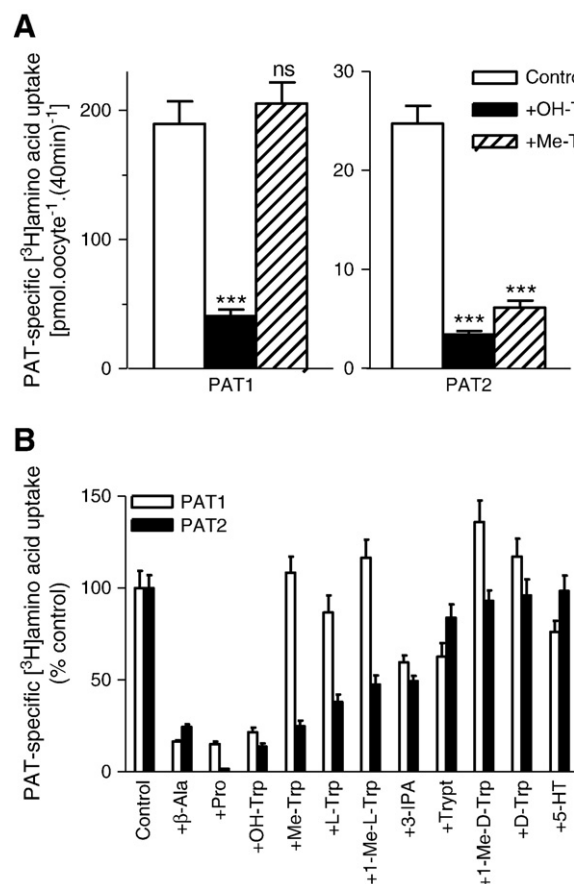 A
PAT-specific [³H]amino acid uptake
[pmol.oocyte⁻¹.(40min)⁻¹]
200
100
0
ns
***
PAT1
30
20
10
0
***
***
PAT2
+OH-
+Me-
B
PAT-specific [³H]amino acid uptake
(% control)
150
100
50
0
PAT1
PAT2
Control
+β-Ala
+Pro
+OH-Trp
+Me-Trp
+L-Trp
+1-Me-L-Trp
+3-IPA
+Trypt
+1-Me-D-Trp
+D-Trp
+5-HT